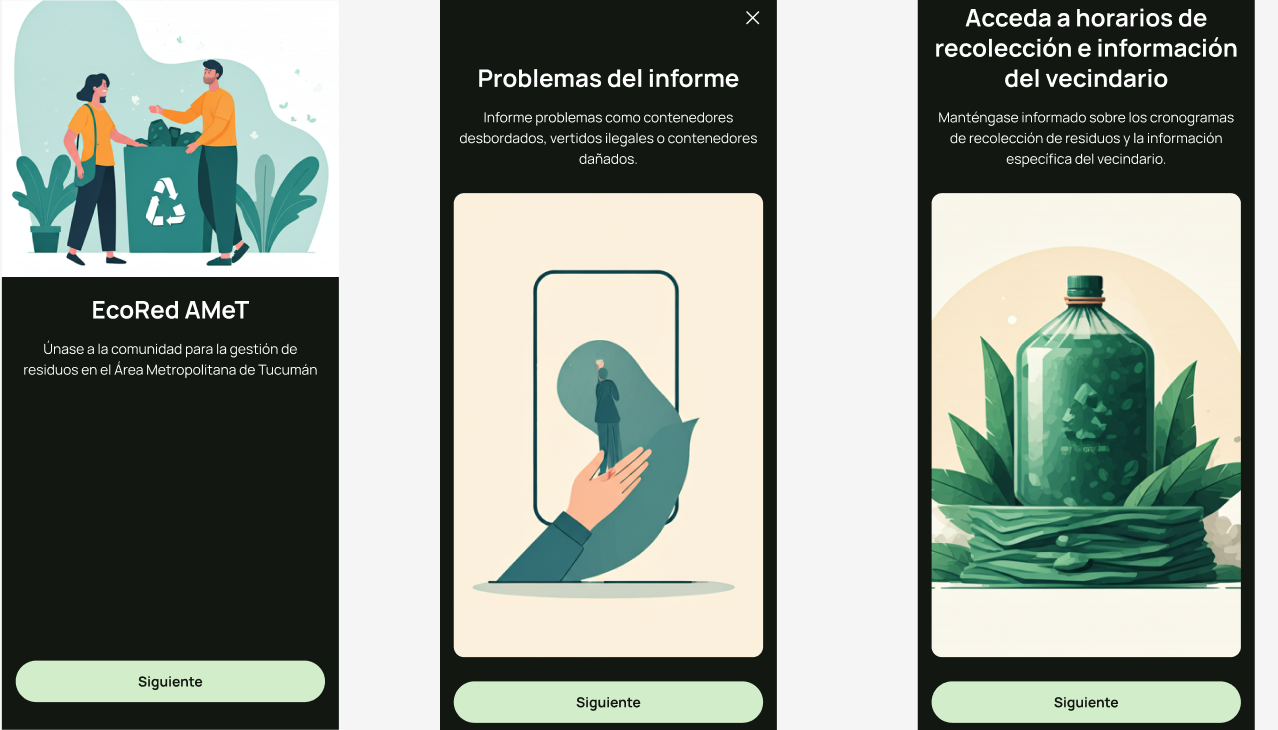 EcoRed AMeT
Únase a la comunidad para la gestión de
residuos en el Área Metropolitana de Tucumán
Siguiente
Problemas del informe
Informe problemas como contenedores
desbordados, vertidos ilegales o contenedores
dañados.
Siguiente
Acceda a horarios de
recolección e información
del vecindario
Manténgase informado sobre los cronogramas
de recolección de residuos y la información
específica del vecindario.
Siguiente